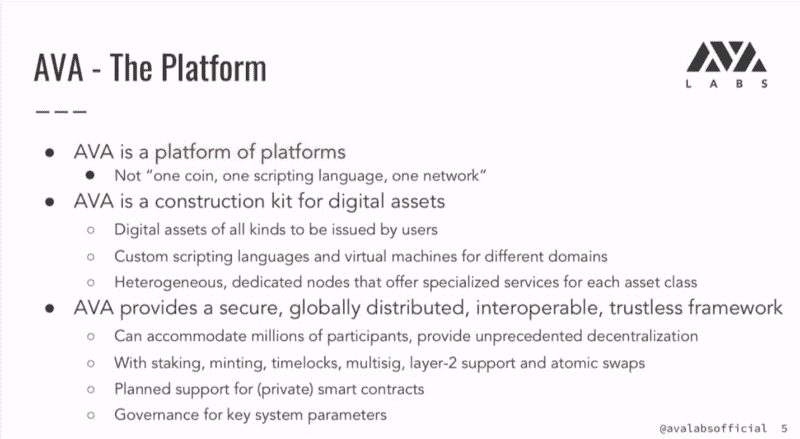 AVA - The Platform
AVA
LABS
● AVA is a platform of platforms
● Not “one coin, one scripting language, one network”
● AVA is a construction kit for digital assets
○ Digital assets of all kinds to be issued by users
○ Custom scripting languages and virtual machines for different domains
○ Heterogeneous, dedicated nodes that offer specialized services for each asset class
● AVA provides a secure, globally distributed, interoperable, trustless framework
○ Can accommodate millions of participants, provide unprecedented decentralization
○ With staking, minting, timelocks, multisig, layer-2 support and atomic swaps
○ Planned support for (private) smart contracts
○ Governance for key system parameters
@avalabsofficial 5